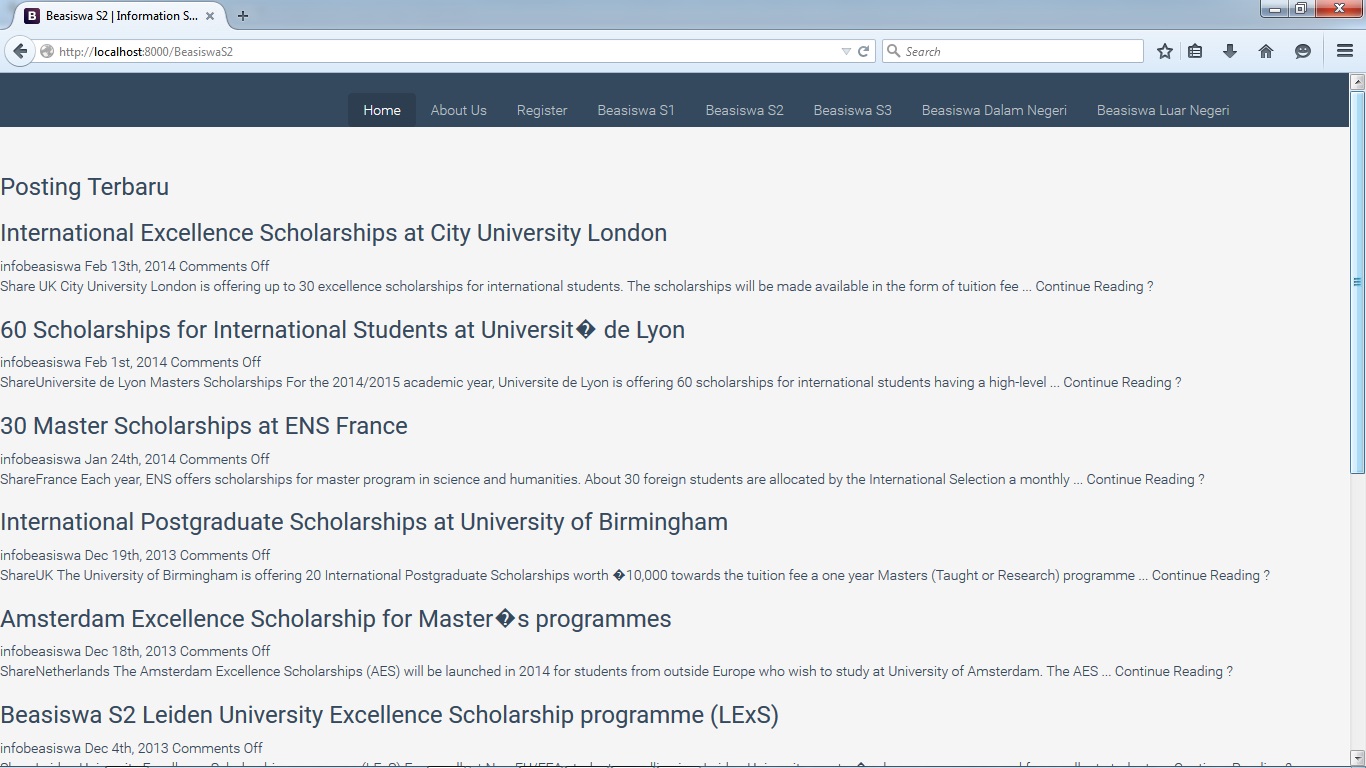 Beasiswa S2 | Information S...
http://localhost:8000/BeasiswaS2
Search
Home About Us Register Beasiswa S1 Beasiswa S2 Beasiswa S3 Beasiswa Dalam Negeri Beasiswa Luar Negeri
Posting Terbaru
International Excellence Scholarships at City University London
infobeasiswa Feb 13th, 2014 Comments Off
Share UK City University London is offering up to 30 excellence scholarships for international students. The scholarships will be made available in the form of tuition fee ... Continue Reading ?
60 Scholarships for International Students at Universit� de Lyon
infobeasiswa Feb 1st, 2014 Comments Off
ShareUniversite de Lyon Masters Scholarships For the 2014/2015 academic year, Universite de Lyon is offering 60 scholarships for international students having a high-level ... Continue Reading ?
30 Master Scholarships at ENS France
infobeasiswa Jan 24th, 2014 Comments Off
ShareFrance Each year, ENS offers scholarships for master program in science and humanities. About 30 foreign students are allocated by the International Selection a monthly ... Continue Reading ?
International Postgraduate Scholarships at University of Birmingham
infobeasiswa Dec 19th, 2013 Comments Off
ShareUK The University of Birmingham is offering 20 International Postgraduate Scholarships worth �10,000 towards the tuition fee a one year Masters (Taught or Research) programme ... Continue Reading ?
Amsterdam Excellence Scholarship for Master�s programmes
infobeasiswa Dec 18th, 2013 Comments Off
ShareNetherlands The Amsterdam Excellence Scholarships (AES) will be launched in 2014 for students from outside Europe who wish to study at University of Amsterdam. The AES ... Continue Reading ?
Beasiswa S2 Leiden University Excellence Scholarship programme (LExS)
infobeasiswa Dec 4th, 2013 Comments Off